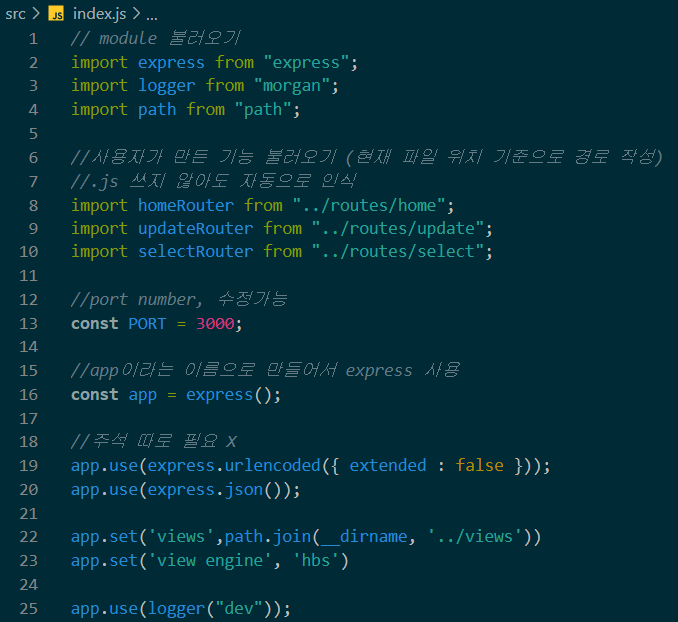 src > JS index.js > ...
1 // module 불러오기
2 import express from "express";
3 import logger from "morgan";
4 import path from "path";
5
6 //사용자가 만든 기능 불러오기 (현재 파일 위치 기준으로 경로 작성)
7 //.js 쓰지 않아도 자동으로 인식
8 import homeRouter from "../routes/home";
9 import updateRouter from "../routes/update";
10 import selectRouter from "../routes/select";
11
12 //port number, 수정가능
13 const PORT = 3000;
14
15 //app이라는 이름으로 만들어서 express 사용
16 const app = express();
17
18 //주석 따로 필요 X
19 app.use(express.urlencoded({ extended : false }));
20 app.use(express.json());
21
22 app.set('views',path.join(__dirname, '../views'))
23 app.set('view engine', 'hbs')
24
25 app.use(logger("dev"));